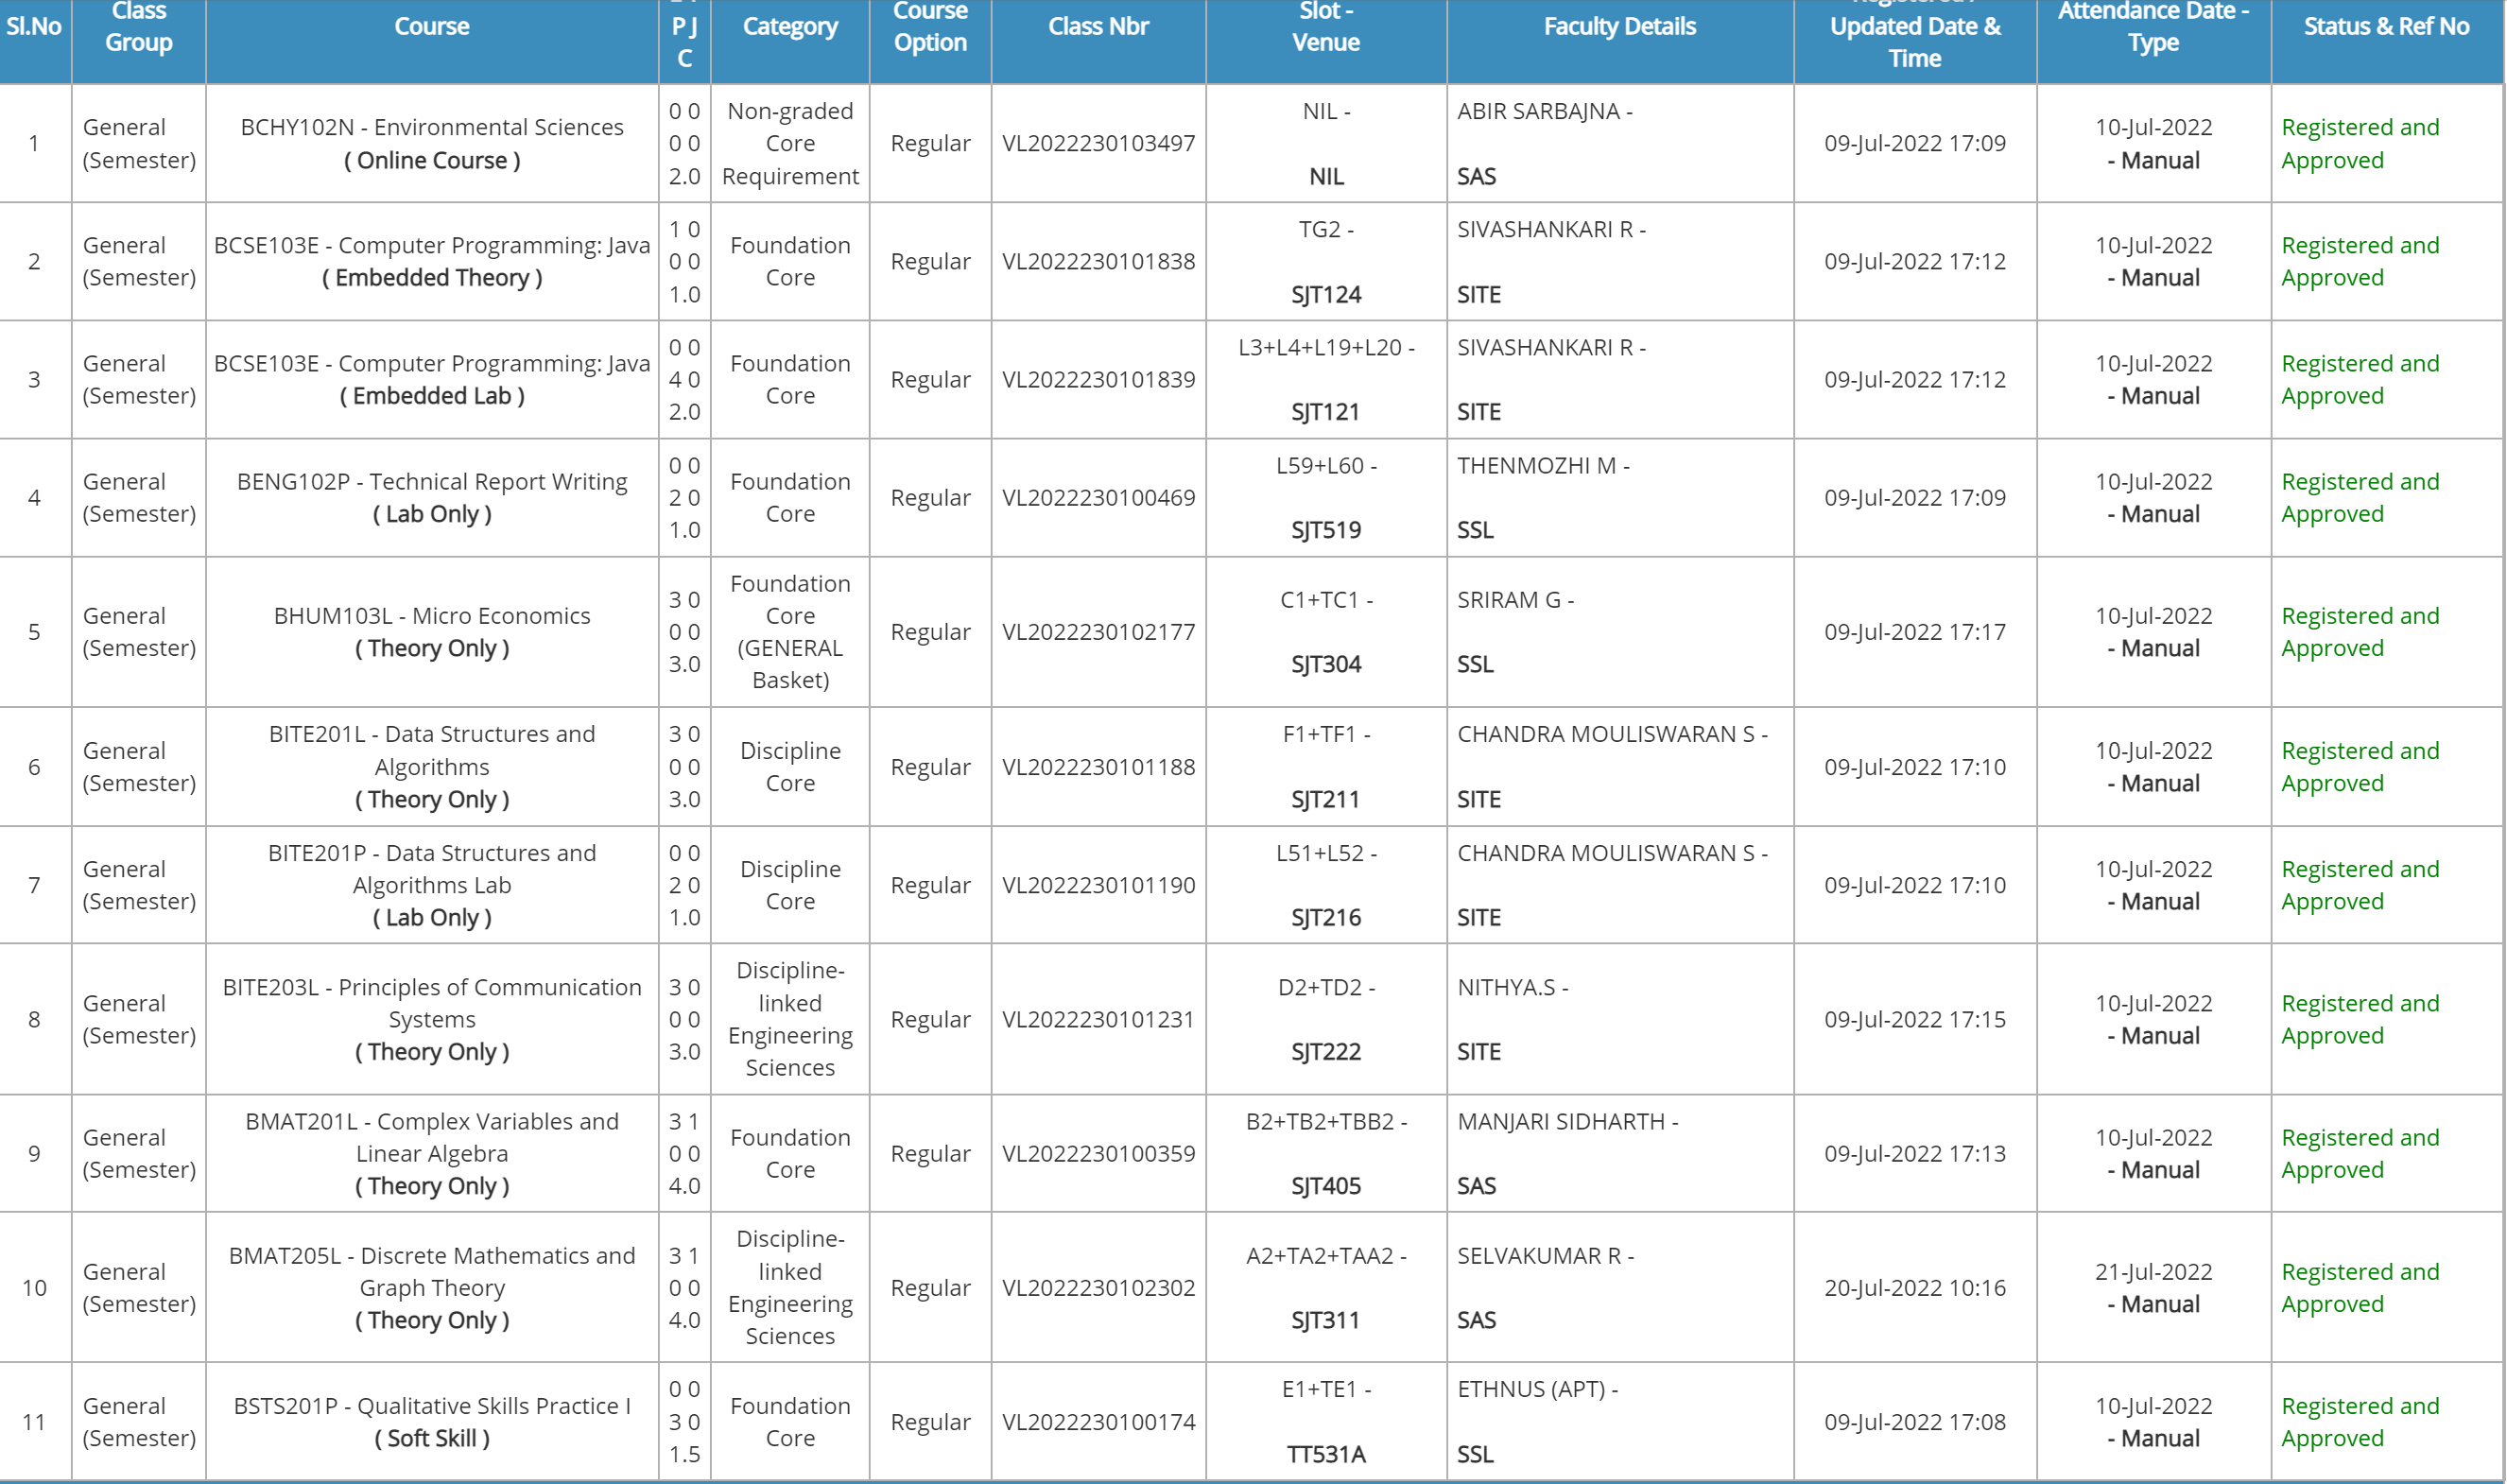 Sl.No Class Group Course P J C Category Course Option Class Nbr Slot - Venue Faculty Details Updated Date & Time Attendance Date - Type Status & Ref No
1
General
(Semester)
BCHY102N - Environmental Sciences
( Online Course )
0 0
0 0
2.0
Non-graded
Core
Requirement
Regular
VL2022230103497
NIL -
NIL
ABIR SARBAJNA -
SAS
09-Jul-2022 17:09
10-Jul-2022
- Manual
Registered and
Approved
2
General
(Semester)
BCSE103E - Computer Programming: Java
( Embedded Theory )
1 0
0 0
1.0
Foundation
Core
Regular
VL2022230101838
TG2 -
SJT124
SIVASHANKARI R -
SITE
09-Jul-2022 17:12
10-Jul-2022
- Manual
Registered and
Approved
3
General
(Semester)
BCSE103E - Computer Programming: Java
( Embedded Lab )
0 0
4 0
2.0
Foundation
Core
Regular
VL2022230101839
L3+L4+L19+L20 -
SJT121
SIVASHANKARI R -
SITE
09-Jul-2022 17:12
10-Jul-2022
- Manual
Registered and
Approved
4
General
(Semester)
BENG102P - Technical Report Writing
( Lab Only )
0 0
2 0
1.0
Foundation
Core
Regular
VL2022230100469
L59+L60 -
SJT519
THENMOZHI M -
SSL
09-Jul-2022 17:09
10-Jul-2022
- Manual
Registered and
Approved
5
General
(Semester)
BHUM103L - Micro Economics
( Theory Only )
3 0
0 0
3.0
Foundation
Core
(GENERAL
Basket)
Regular
VL2022230102177
C1+TC1 -
SJT304
SRIRAM G -
SSL
09-Jul-2022 17:17
10-Jul-2022
- Manual
Registered and
Approved
6
General
(Semester)
BITE201L - Data Structures and
Algorithms
( Theory Only )
3 0
0 0
3.0
Discipline
Core
Regular
VL2022230101188
F1+TF1 -
SJT211
CHANDRA MOULISWARAN S -
SITE
09-Jul-2022 17:10
10-Jul-2022
- Manual
Registered and
Approved
7
General
(Semester)
BITE201P - Data Structures and
Algorithms Lab
( Lab Only )
0 0
2 0
1.0
Discipline
Core
Regular
VL2022230101190
L51+L52 -
SJT216
CHANDRA MOULISWARAN S -
SITE
09-Jul-2022 17:10
10-Jul-2022
- Manual
Registered and
Approved
8
General
(Semester)
BITE203L - Principles of Communication
Systems
( Theory Only )
3 0
0 0
3.0
Discipline-
linked
Engineering
Sciences
Regular
VL2022230101231
D2+TD2 -
SJT222
NITHYA.S -
SITE
09-Jul-2022 17:15
10-Jul-2022
- Manual
Registered and
Approved
9
General
(Semester)
BMAT201L - Complex Variables and
Linear Algebra
( Theory Only )
3 1
0 0
4.0
Foundation
Core
Regular
VL2022230100359
B2+TB2+TBB2 -
SJT405
MANJARI SIDHARTH -
SAS
09-Jul-2022 17:13
10-Jul-2022
- Manual
Registered and
Approved
10
General
(Semester)
BMAT205L - Discrete Mathematics and
Graph Theory
( Theory Only )
3 1
0 0
4.0
Discipline-
linked
Engineering
Sciences
Regular
VL2022230102302
A2+TA2+TAA2 -
SJT311
SELVAKUMAR R -
SAS
20-Jul-2022 10:16
21-Jul-2022
- Manual
Registered and
Approved
11
General
(Semester)
BSTS201P - Qualitative Skills Practice I
( Soft Skill )
0 0
3 0
1.5
Foundation
Core
Regular
VL2022230100174
E1+TE1 -
TT531A
ETHNUS (APT) -
SSL
09-Jul-2022 17:08
10-Jul-2022
- Manual
Registered and
Approved